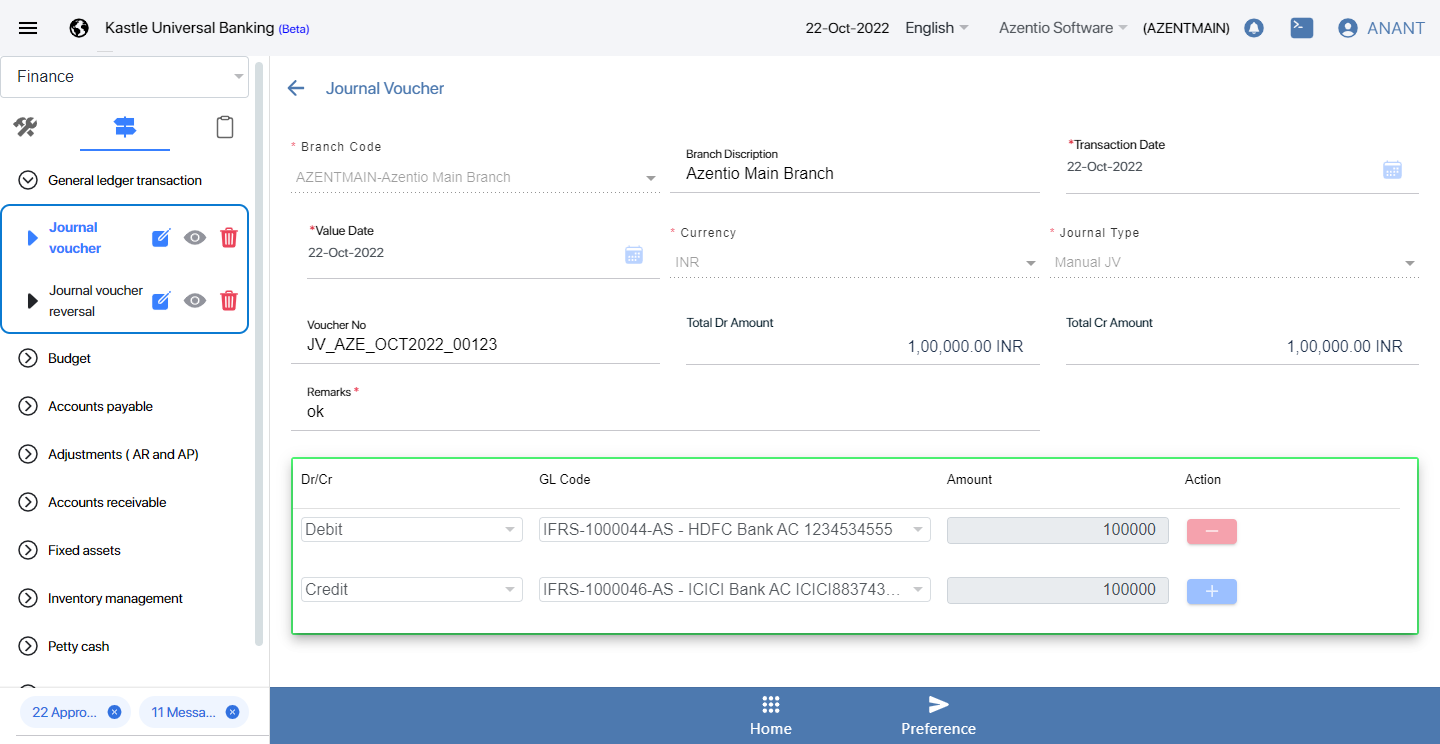 Kastle Universal Banking (Beta)
22-Oct-2022
English
Azentio Software
(AZENTMAIN)
ANANT
Finance
General ledger transaction
Journal
voucher
Journal voucher
reversal
Budget
Accounts payable
Adjustments ( AR and AP)
Accounts receivable
Fixed assets
Inventory management
Petty cash
22 Appro...
11 Messa...
Journal Voucher
* Branch Code
AZENTMAIN-Azentio Main Branch
Branch Discription
Azentio Main Branch
*Transaction Date
22-Oct-2022
*Value Date
22-Oct-2022
* Currency
INR
* Journal Type
Manual JV
Voucher No
JV_AZE_OCT2022_00123
Total Dr Amount
1,00,000.00 INR
Total Cr Amount
1,00,000.00 INR
Remarks *
ok
Dr/Cr GL Code Amount Action
Debit IFRS-1000044-AS - HDFC Bank AC 1234534555 100000
Credit IFRS-1000046-AS - ICICI Bank AC ICICI883743... 100000
Home
Preference